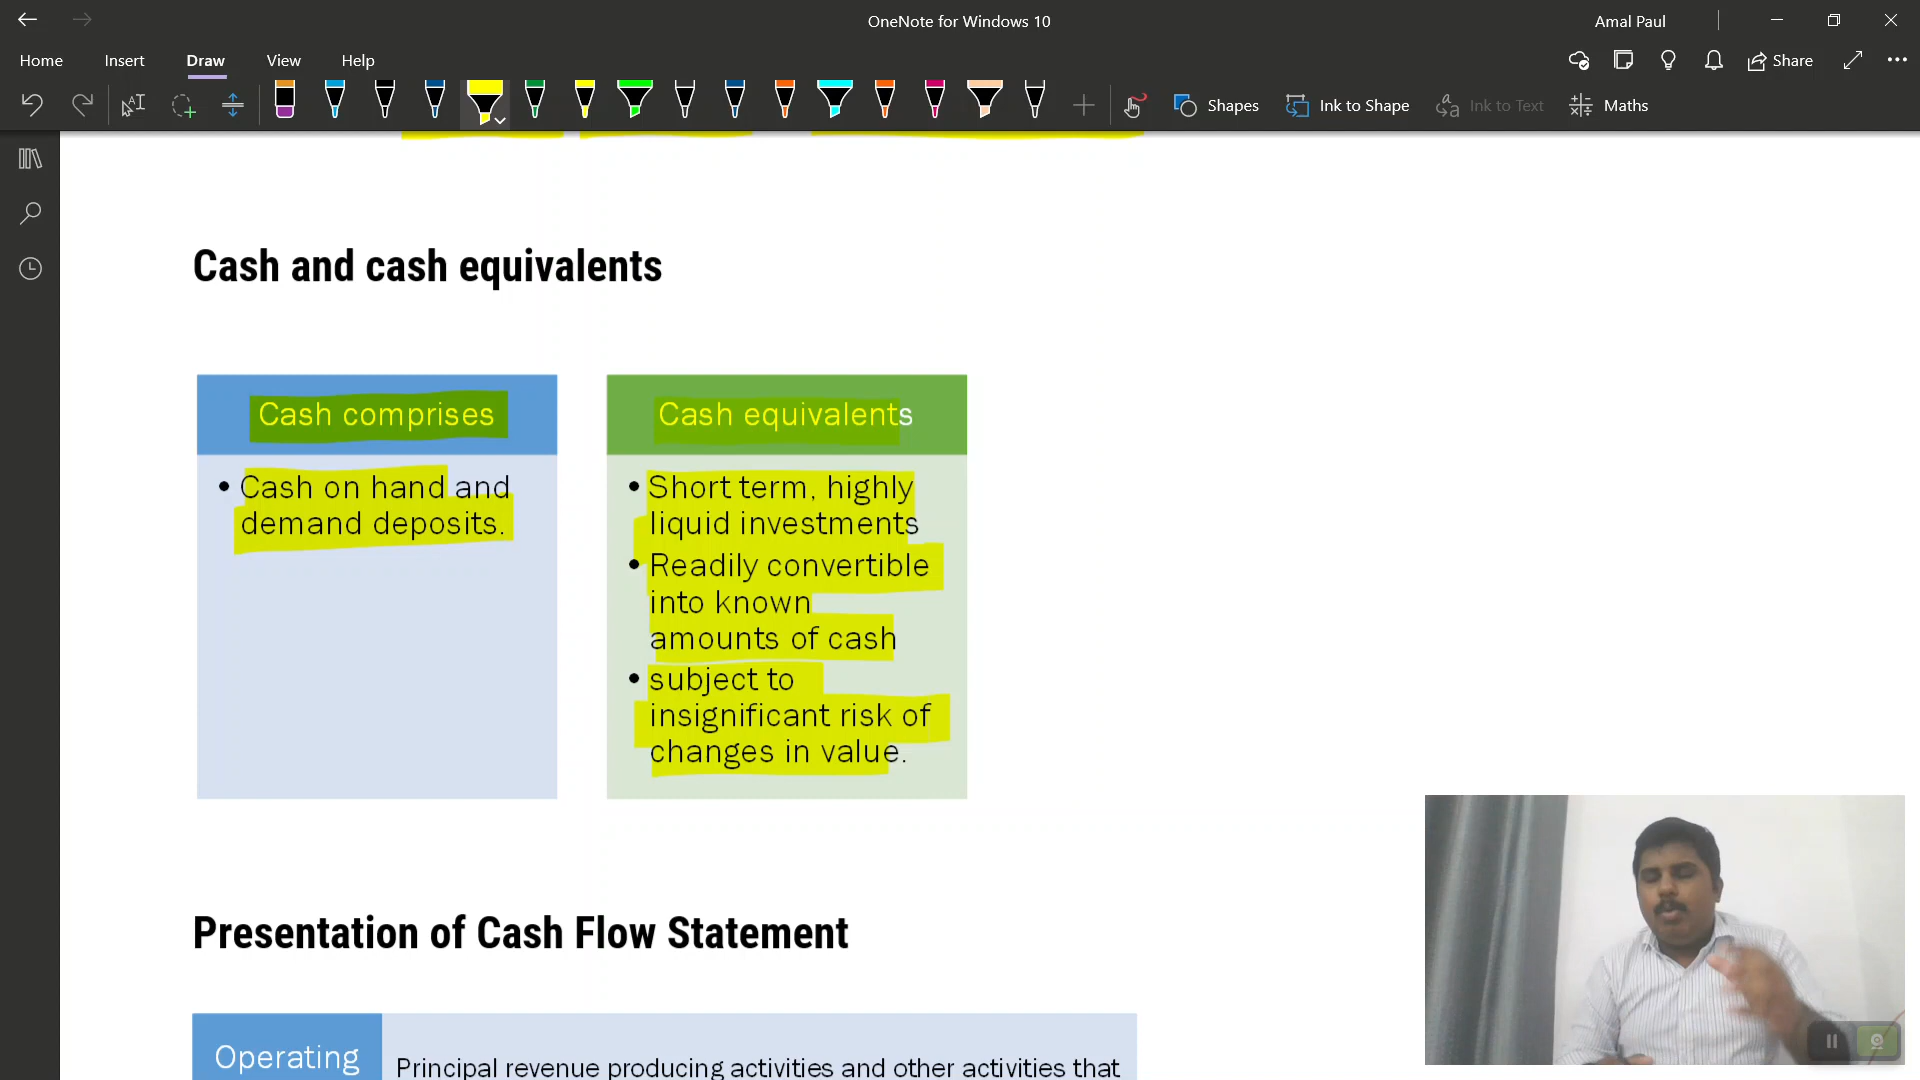 OneNote for Windows 10
Amal Paul
Home Insert Draw View Help
Share
Shapes Ink to Shape Ink to Text Maths
Cash and cash equivalents
Cash comprises
• Cash on hand and
demand deposits.
Cash equivalents
• Short term, highly
liquid investments
• Readily convertible
into known
amounts of cash
• subject to
insignificant risk of
changes in value.
Presentation of Cash Flow Statement
Operating
Principal revenue producing activities and other activities that